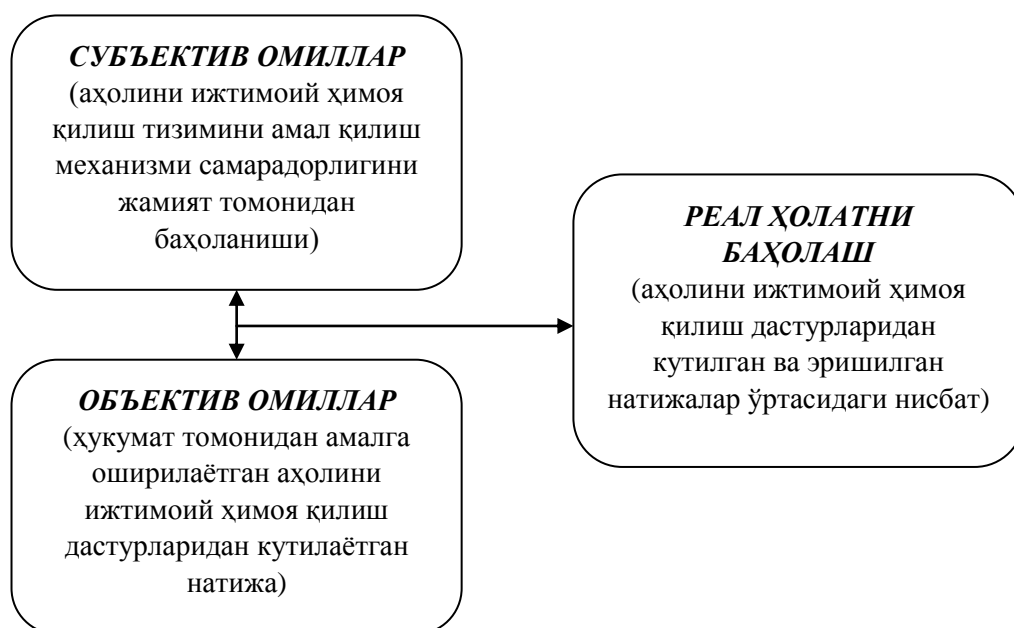 СУБЪЕКТИВ ОМИЛЛАР
(аҳолини ижтимоий ҳимоя
қилиш тизимини амал қилиш
механизми самарадорлигини
жамият томонидан
баҳоланиши)
РЕАЛ ҲОЛАТНИ
БАҲОЛАШ
(аҳолини ижтимоий ҳимоя
қилиш дастурларидан
кутилган ва эришилган
натижалар ўртасидаги нисбат)
ОБЪЕКТИВ ОМИЛЛАР
(ҳукумат томонидан амалга
оширилаётган аҳолини
ижтимоий ҳимоя қилиш
дастурларидан кутилаётган
натижа)